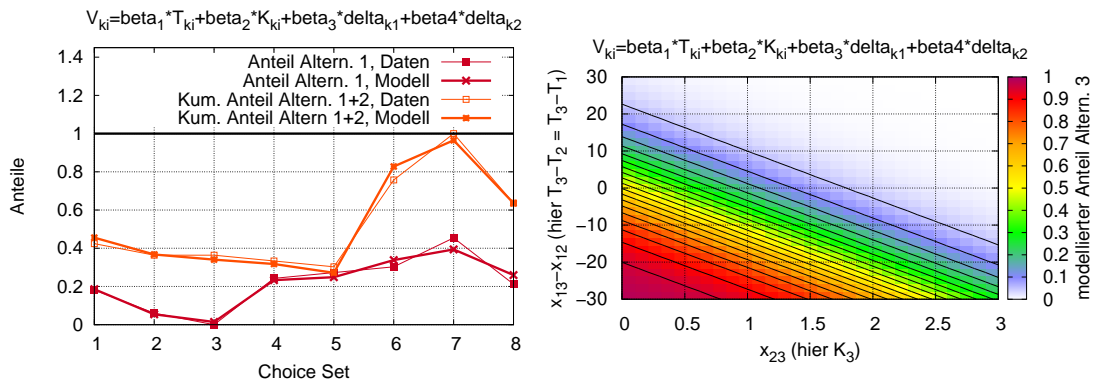 V_ki=beta_1*T_ki+beta_2*K_ki+beta_3*delta_k1+beta4*delta_k2
Anteil Altern. 1, Daten
Anteil Altern. 1, Modell
Kum. Anteil Altern. 1+2, Daten
Kum. Anteil Altern 1+2, Modell
Anteile
1.4
1.2
1
0.8
0.6
0.4
0.2
0
1 2 3 4 5 6 7 8
Choice Set
V_ki=beta_1*T_ki+beta_2*K_ki+beta_3*delta_k1+beta4*delta_k2
x_13-x_12 (hier T_3-T_2 = T_3-T_1)
30
20
10
0
-10
-20
-30
0 0.5 1 1.5 2 2.5 3
x_23 (hier K_3)
1
0.9
0.8
0.7
0.6
0.5
0.4
0.3
0.2
0.1
0
modellierter Anteil Altern. 3